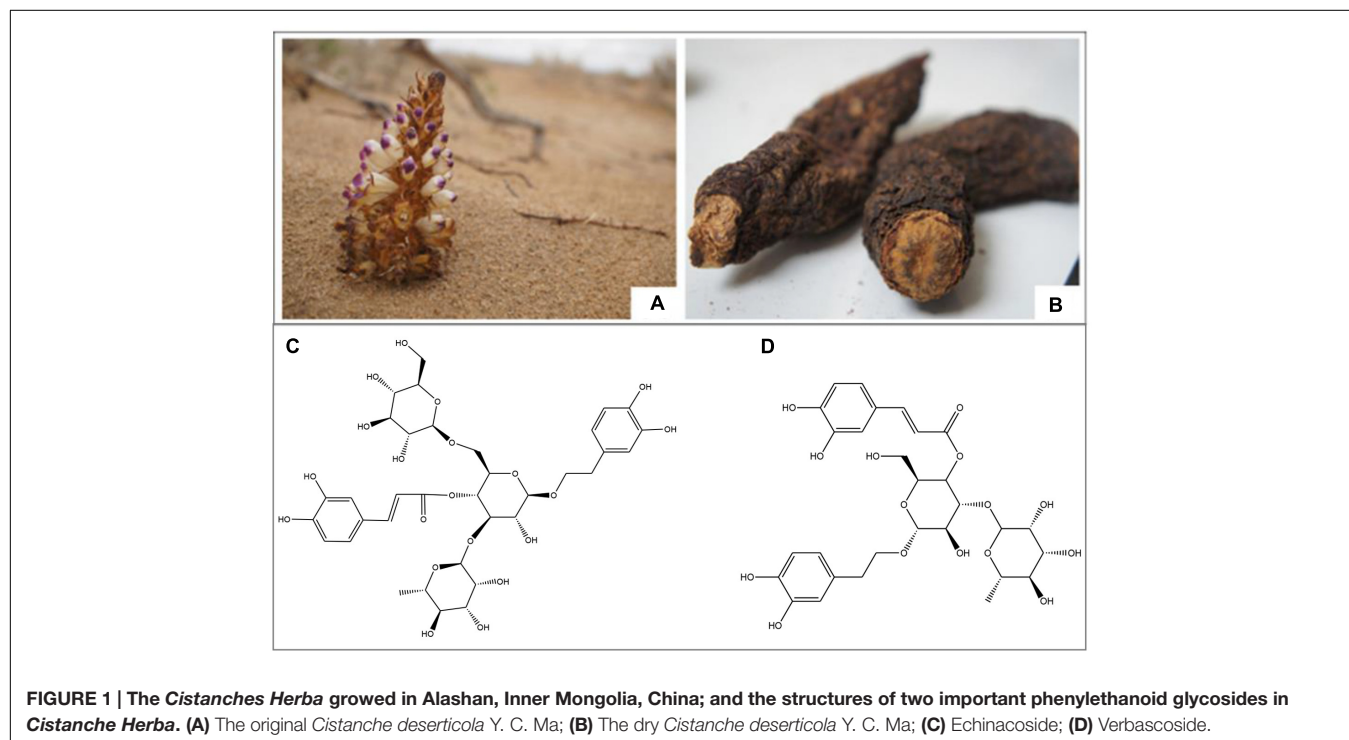 A
B
C
HO
HO
HO
HO
O
O
HO
OH
OH
O
O
O
HO
HO
O
O
OH
O
O
OH
OH
HO
D
HO
HO
O
O
HO
O
O
O
OH
OH
O
OH
OH
HO
HO
FIGURE 1 | The Cistanches Herba growed in Alashan, Inner Mongolia, China; and the structures of two important phenylethanoid glycosides in
Cistanche Herba. (A) The original Cistanche deserticola Y. C. Ma; (B) The dry Cistanche deserticola Y. C. Ma; (C) Echinacoside; (D) Verbascoside.